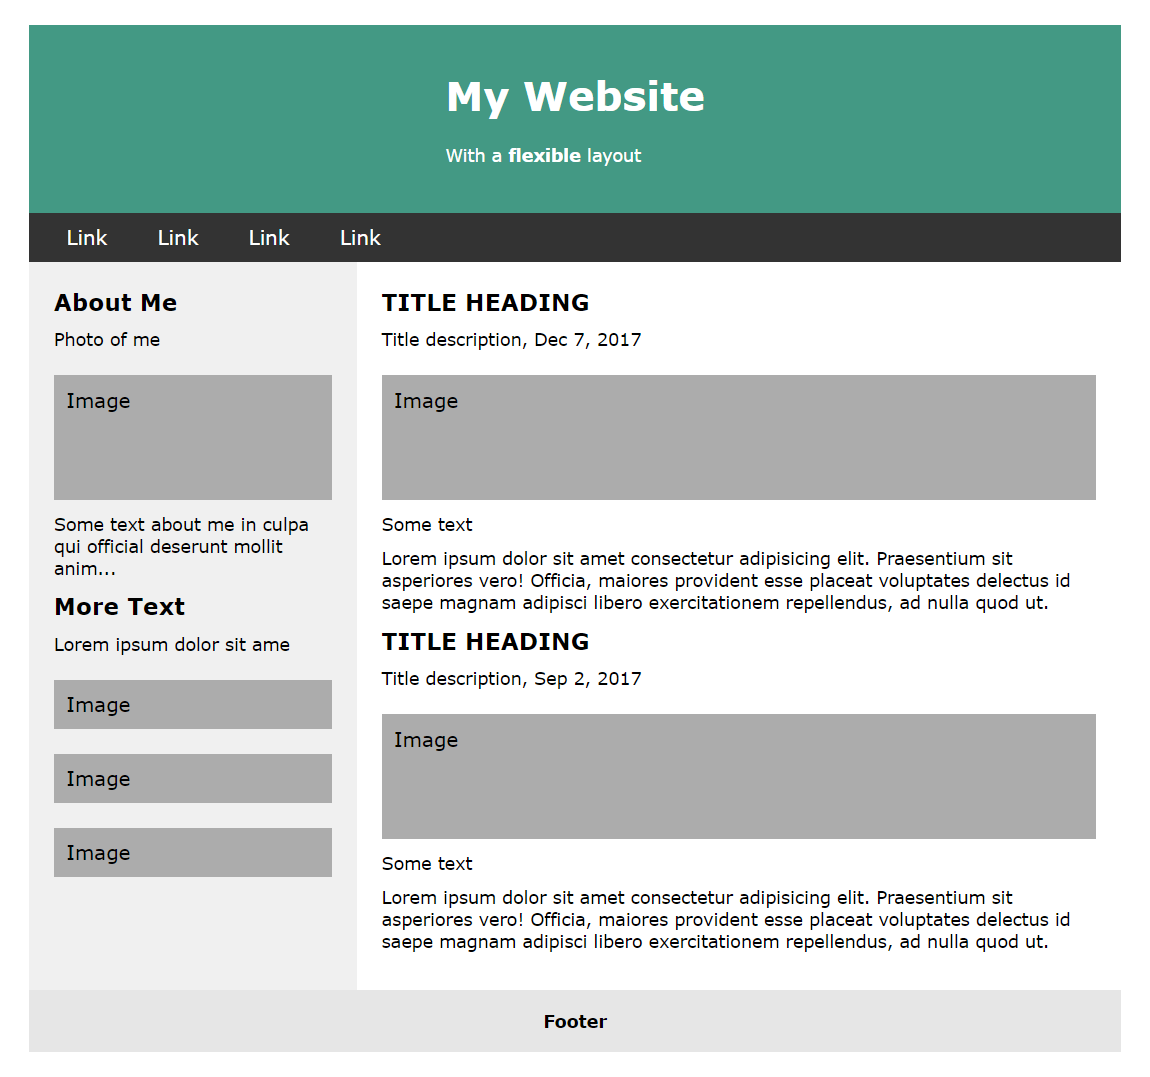 My Website
With a flexible layout
Link Link Link Link
About Me
Photo of me
Image
Some text about me in culpa
qui official deserunt mollit
anim...
More Text
Lorem ipsum dolor sit ame
Image
Image
Image
TITLE HEADING
Title description, Dec 7, 2017
Image
Some text
Lorem ipsum dolor sit amet consectetur adipisicing elit. Praesentium sit
asperiores vero! Officia, maiores provident esse placeat voluptates delectus id
saepe magnam adipisci libero exercitationem repellendus, ad nulla quod ut.
TITLE HEADING
Title description, Sep 2, 2017
Image
Some text
Lorem ipsum dolor sit amet consectetur adipisicing elit. Praesentium sit
asperiores vero! Officia, maiores provident esse placeat voluptates delectus id
saepe magnam adipisci libero exercitationem repellendus, ad nulla quod ut.
Footer